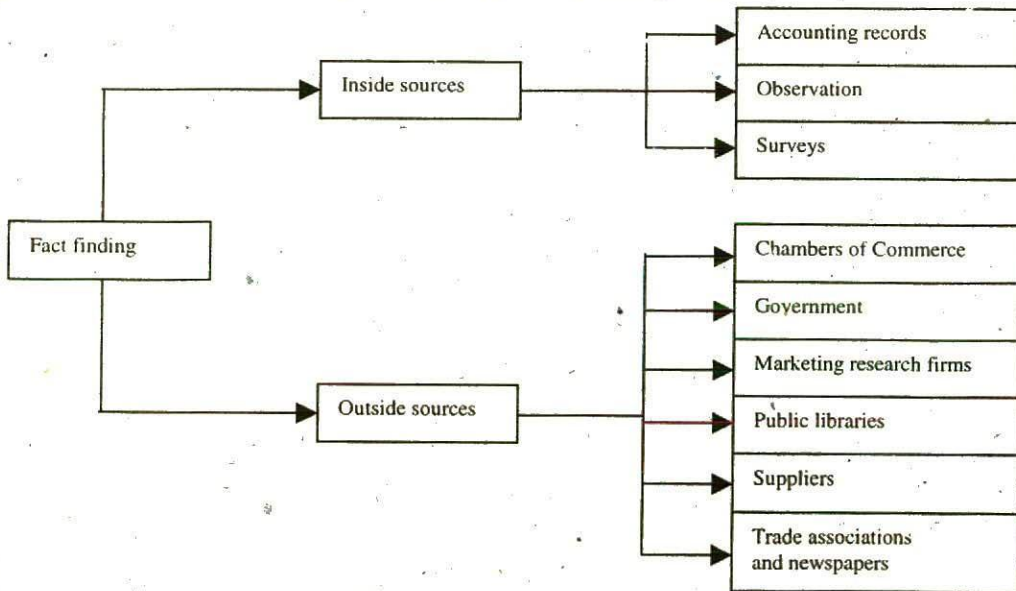 Fact finding
Inside sources
Accounting records
Observation
Surveys
Outside sources
Chambers of Commerce
Government
Marketing research firms
Public libraries
Suppliers
Trade associations
and newspapers